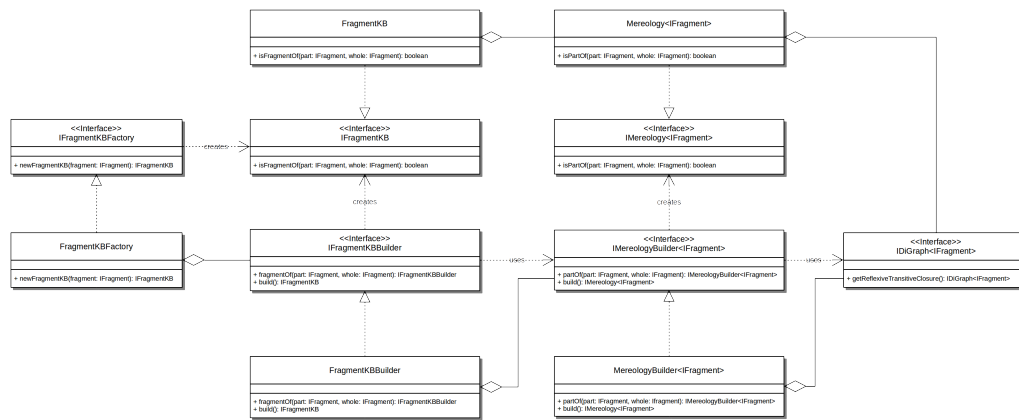 FragmentKB
+ isFragmentOf(part: IFragment, whole: IFragment): boolean
Mereology<IFragment>
+ isPartOf(part: IFragment, whole: IFragment): boolean
<<Interface>>
IFragmentKBFactory
+ newFragmentKB(fragment: IFragment): IFragmentKB
creates
<<Interface>>
IFragmentKB
+ isFragmentOf(part: IFragment, whole: IFragment): boolean
<<Interface>>
IMereology<IFragment>
+ isPartOf(part: IFragment, whole: IFragment): boolean
creates
creates
FragmentKBFactory
+ newFragmentKB(fragment: IFragment): IFragmentKB
<<Interface>>
IFragmentKBBuilder
+ fragmentOf(part: IFragment, whole: IFragment): IFragmentKBBuilder
+ build(): IFragmentKB
uses
<<Interface>>
IMereologyBuilder<IFragment>
+ partOf(part: IFragment, whole: Ifragment): IMereologyBuilder<IFragment>
+ build(): IMereology<IFragment>
uses
<<Interface>>
IDiGraph<IFragment>
+ getReflexiveTransitiveClosure(): IDiGraph<IFragment>
FragmentKBBuilder
+ fragmentOf(part: IFragment, whole: IFragment): IFragmentKBBuilder
+ build(): IFragmentKB
MereologyBuilder<IFragment>
+ partOf(part: IFragment, whole: Ifragment): IMereologyBuilder<IFragment>
+ build(): IMereology<IFragment>